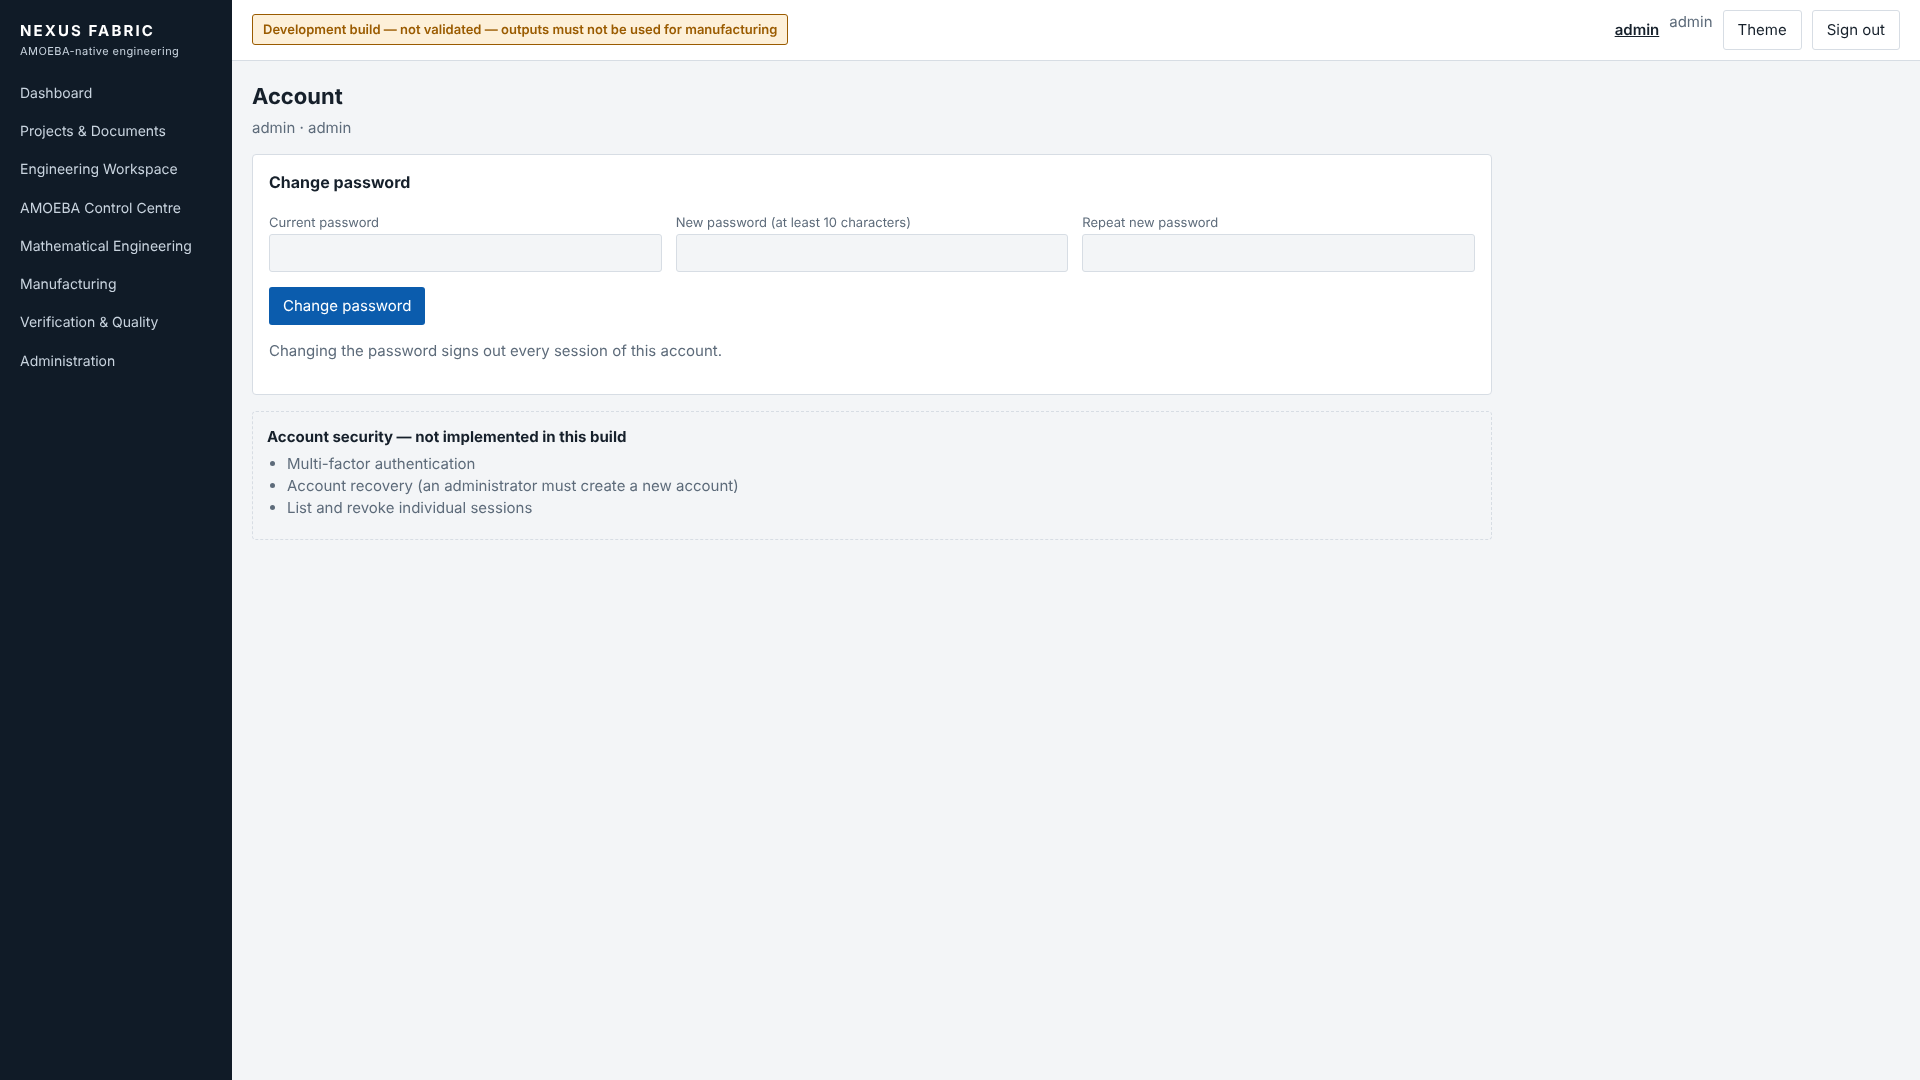 NEXUS FABRIC
AMOEBA-native engineering
Dashboard
Projects & Documents
Engineering Workspace
AMOEBA Control Centre
Mathematical Engineering
Manufacturing
Verification & Quality
Administration
Development build — not validated — outputs must not be used for manufacturing
admin admin Theme Sign out
Account
admin · admin
Change password
Current password New password (at least 10 characters) Repeat new password
Change password
Changing the password signs out every session of this account.
Account security — not implemented in this build
• Multi-factor authentication
• Account recovery (an administrator must create a new account)
• List and revoke individual sessions